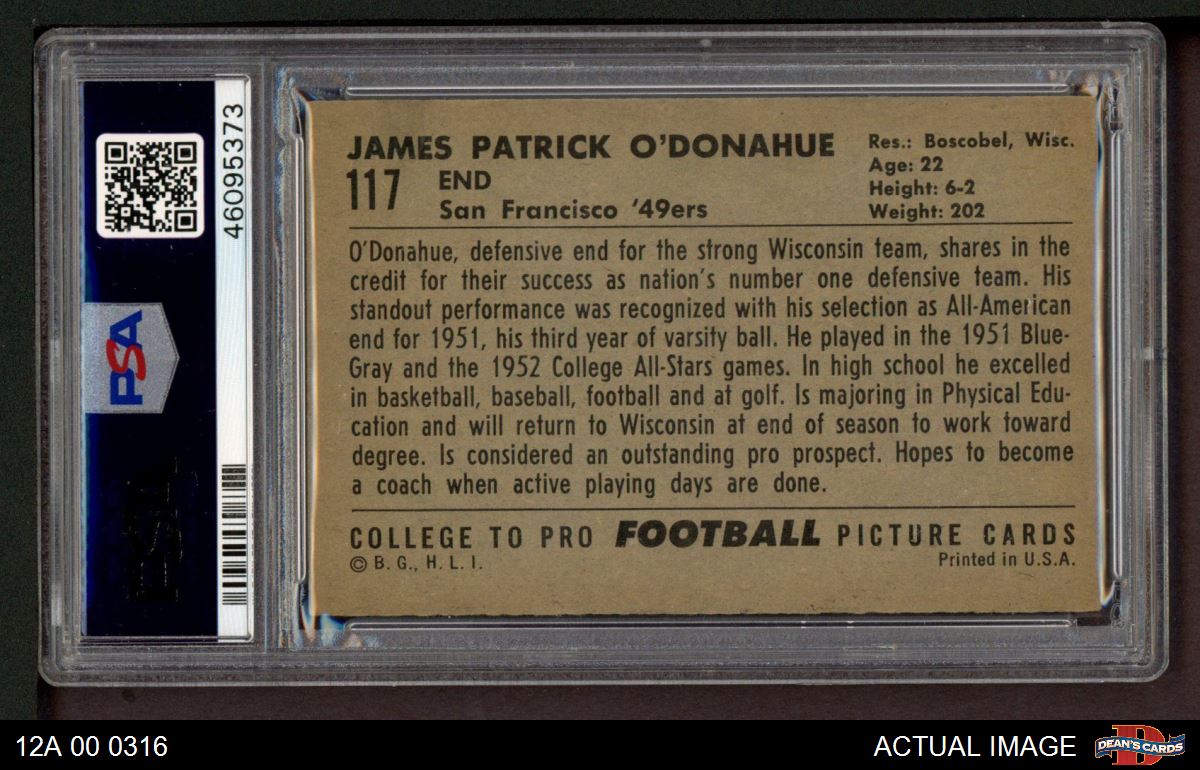 46095373
PSA
JAMES PATRICK O'DONAHUE
117
END
San Francisco '49ers
Res.: Boscobel, Wisc.
Age: 22
Height: 6-2
Weight: 202
O'Donahue, defensive end for the strong Wisconsin team, shares in the
credit for their success as nation's number one defensive team. His
standout performance was recognized with his selection as All-American
end for 1951, his third year of varsity ball. He played in the 1951 Blue-
Gray and the 1952 College All-Stars games. In high school he excelled
in basketball, baseball, football and at golf. Is majoring in Physical Edu-
cation and will return to Wisconsin at end of season to work toward
degree. Is considered an outstanding pro prospect. Hopes to become
a coach when active playing days are done.
COLLEGE TO PRO FOOTBALL PICTURE CARDS
© B. G., H. L. I.
Printed in U.S.A.
12A 00 0316
ACTUAL IMAGE
D
DEAN'S CARDS